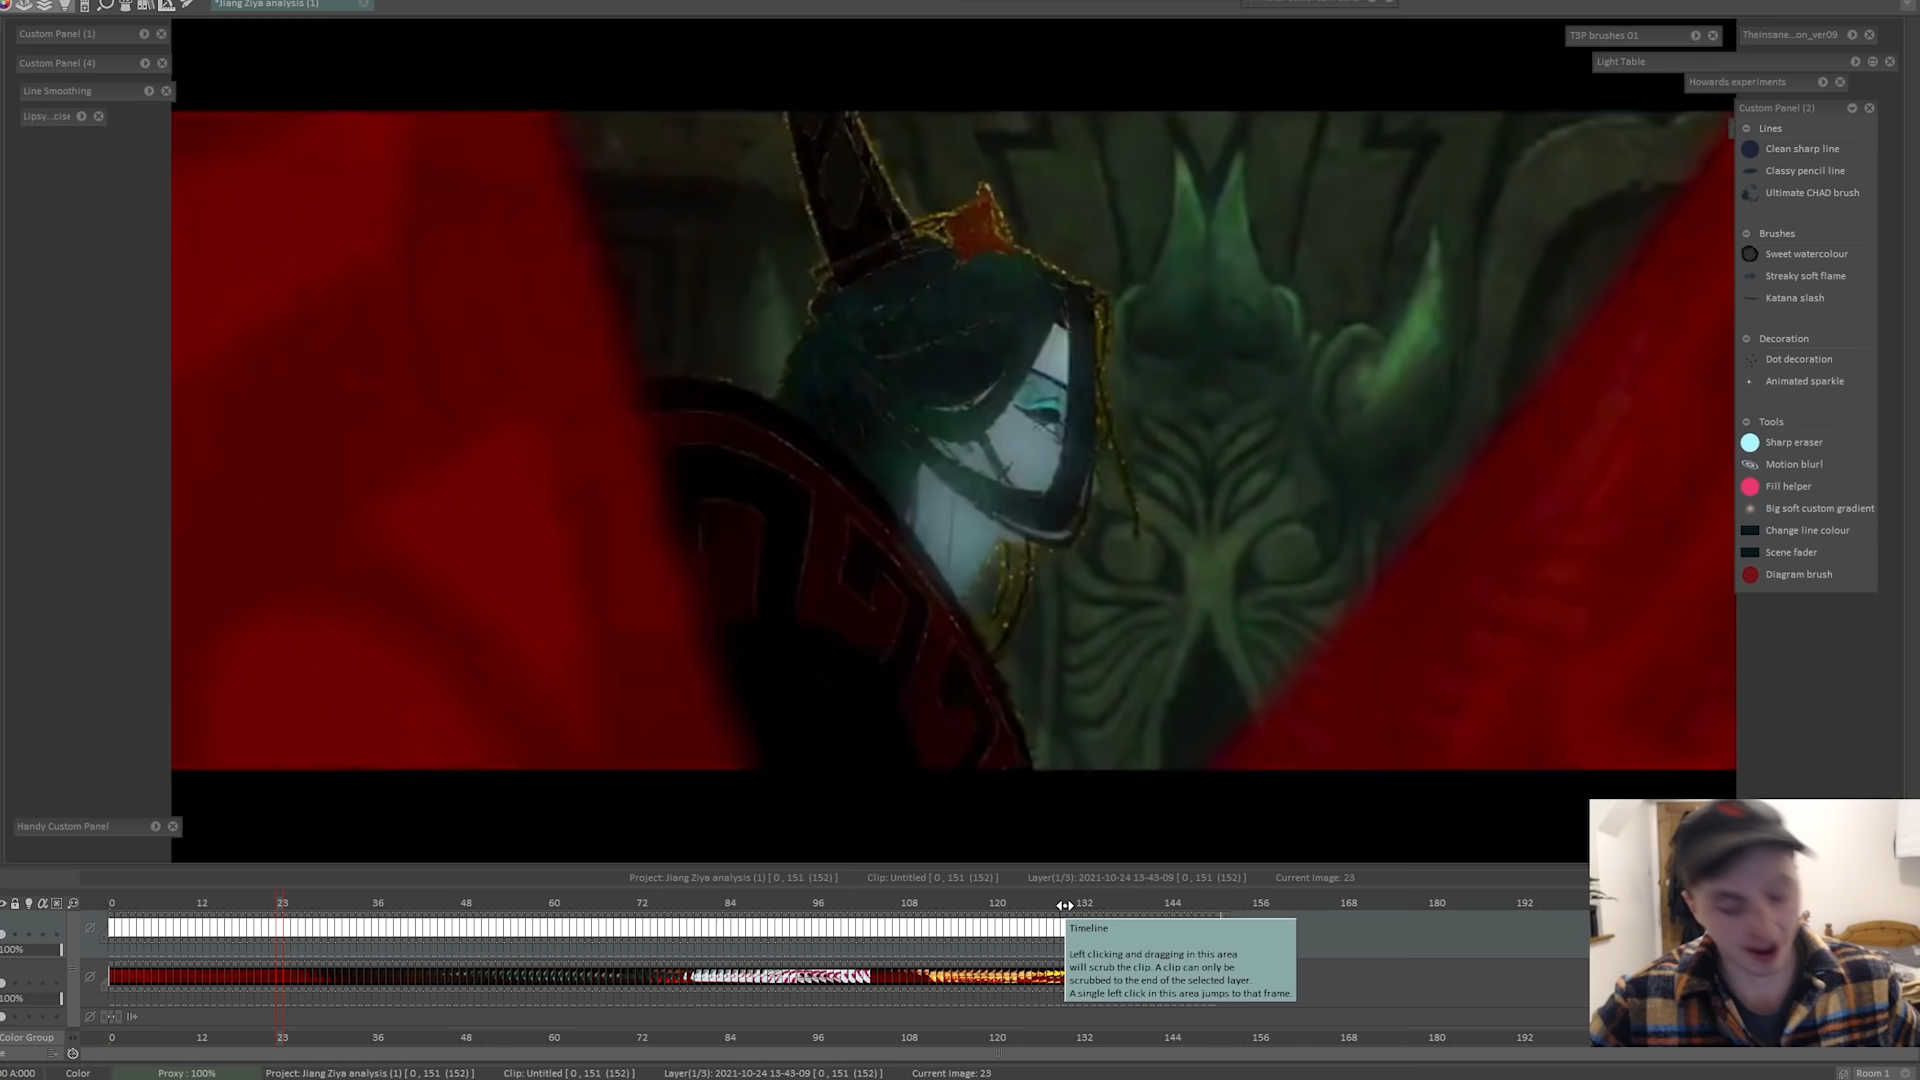 *Jiang Ziya analysis (1)
Custom Panel (1)
Custom Panel (4)
Line Smoothing
Lipsy...cise
T3P brushes 01
TheInsane...on_ver09
Light Table
Howards experiments
Custom Panel (2)
Lines
Clean sharp line
Classy pencil line
Ultimate CHAD brush
Brushes
Sweet watercolour
Streaky soft flame
Katana slash
Decoration
Dot decoration
Animated sparkle
Tools
Sharp eraser
Motion blur!
Fill helper
Big soft custom gradient
Change line colour
Scene fader
Diagram brush
Handy Custom Panel
Project: Jiang Ziya analysis (1) [ 0 , 151 (152) ] Clip: Untitled [ 0 , 151 (152) ] Layer(1/3): 2021-10-24 13-43-09 [ 0 , 151 (152) ] Current Image: 23
0 12 23 36 48 54 72 84 96 108 120 132 144 156 168 180 192
100%
Timeline
Left clicking and dragging in this area
will scrub the clip. A clip can only be
scrubbed to the end of the selected layer.
A single left click in this area jumps to that frame.
100%
Color Group
0 12 23 36 48 54 72 84 96 108 120 132 144 156 168 180 192
00 A:000 Color Proxy : 100% Project: Jiang Ziya analysis (1) [ 0 , 151 (152) ] Clip: Untitled [ 0 , 151 (152) ] Layer(1/3): 2021-10-24 13-43-09 [ 0 , 151 (152) ] Current Image: 23 Room 1